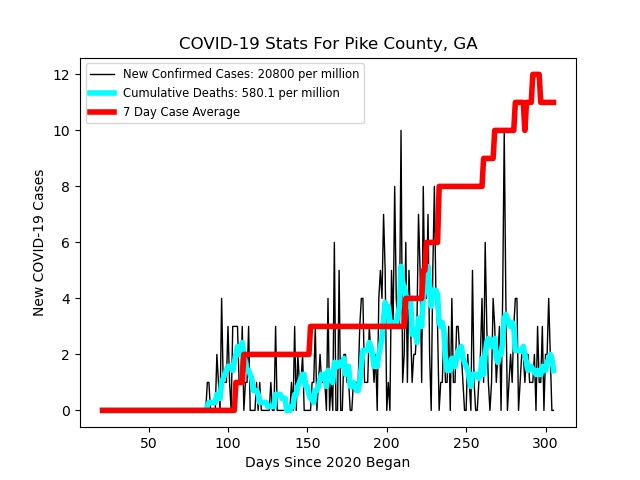 COVID-19 Stats For Pike County, GA
New Confirmed Cases: 20800 per million
Cumulative Deaths: 580.1 per million
7 Day Case Average
New COVID-19 Cases
12
10
8
6
4
2
0
50 100 150 200 250 300
Days Since 2020 Began